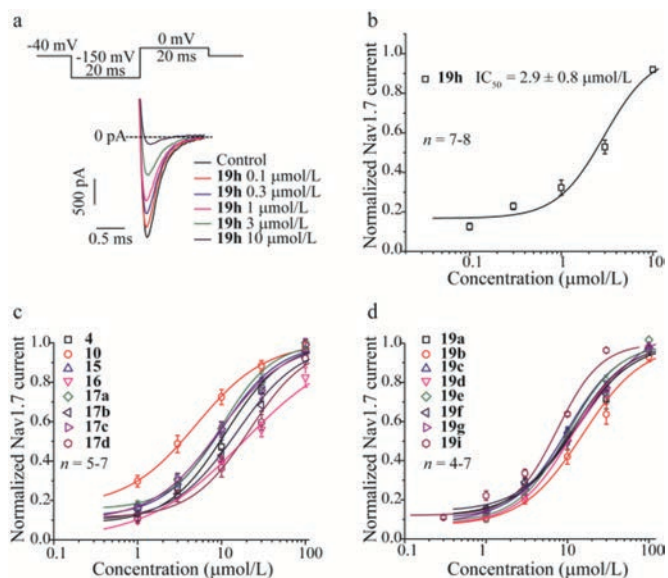 a
0 mV
-40 mV
-150 mV
20 ms
20 ms
0 pA
500 pA
0.5 ms
Control
19h 0.1 μmol/L
19h 0.3 μmol/L
19h 1 μmol/L
19h 3 μmol/L
19h 10 μmol/L
b
Normalized Nav1.7 current
1.0
0.8
0.6
0.4
0.2
0.0
19h IC50 = 2.9 ± 0.8 μmol/L
n = 7-8
0.1
1
10
Concentration (μmol/L)
c
Normalized Nav1.7 current
1.0
0.8
0.6
0.4
0.2
0.0
4
10
15
16
17a
17b
17c
17d
n = 5-7
0.1
1
10
100
Concentration (μmol/L)
d
Normalized Nav1.7 current
1.0
0.8
0.6
0.4
0.2
0.0
19a
19b
19c
19d
19e
19f
19g
19i
n = 4-7
0.1
1
10
100
Concentration (μmol/L)